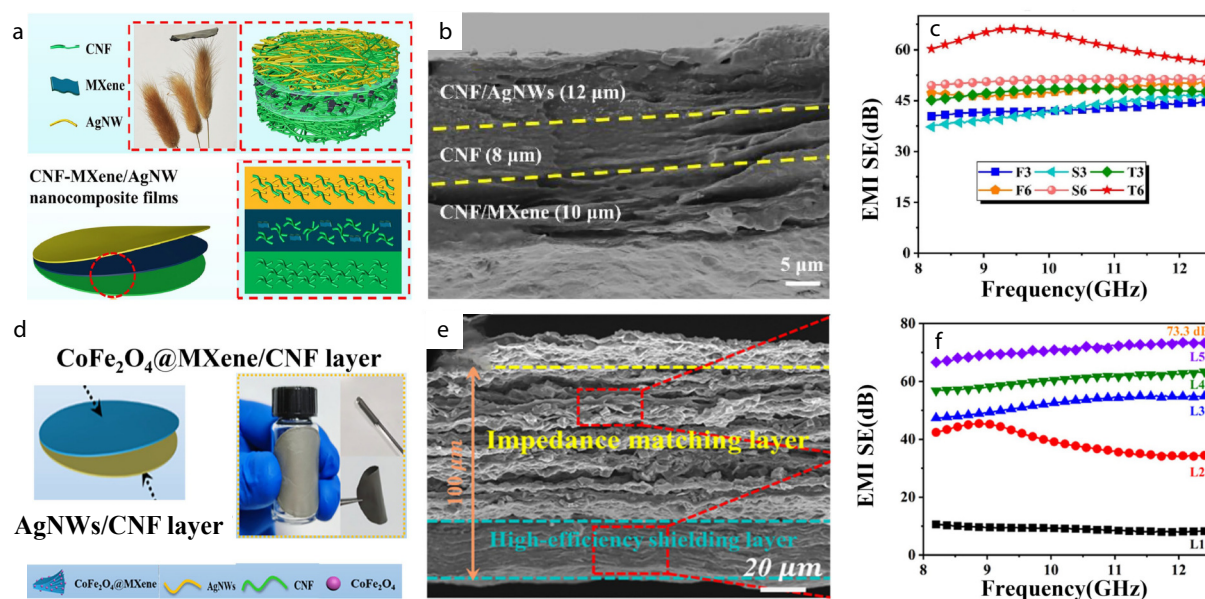 a
CNF
MXene
AgNW
CNF-MXene/AgNW
nanocomposite films
b
CNF/AgNWs (12 μm)
CNF (8 μm)
CNF/MXene (10 μm)
5 μm
c
EMI SE(dB)
60
45
30
15
0
F3
S3
T3
F6
S6
T6
8
9
10
11
12
Frequency(GHz)
d
CoFe₂O₄@MXene/CNF layer
AgNWs/CNF layer
CoFe₂O₄@MXene
AgNWs
CNF
CoFe₂O₄
e
Impedance matching layer
100 μm
High-efficiency shielding layer
20 μm
f
EMI SE(dB)
80
60
40
20
0
73.3 dB
L5
L4
L3
L2
L1
8
9
10
11
12
Frequency(GHz)